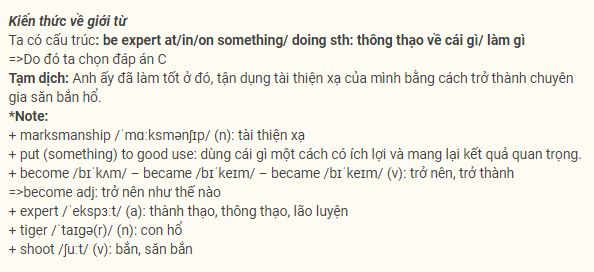 Kiến thức về giới từ
Ta có cấu trúc: be expert at/in/on something/ doing sth: thông thạo về cái gì/ làm gì
=>Do đó ta chọn đáp án C
Tạm dịch: Anh ấy đã làm tốt ở đó, tận dụng tài thiện xạ của mình bằng cách trở thành chuyên
gia săn bắn hổ.
*Note:
+ marksmanship /ˈmɑːksmənʃɪp/ (n): tài thiện xạ
+ put (something) to good use: dùng cái gì một cách có ích lợi và mang lại kết quả quan trọng.
+ become /bɪˈkʌm/ – became /bɪˈkeɪm/ – became /bɪˈkeɪm/ (v): trở nên, trở thành
=>become adj: trở nên như thế nào
+ expert /ˈekspɜːt/ (a): thành thạo, thông thạo, lão luyện
+ tiger /ˈtaɪɡə(r)/ (n): con hổ
+ shoot /ʃuːt/ (v): bắn, săn bắn